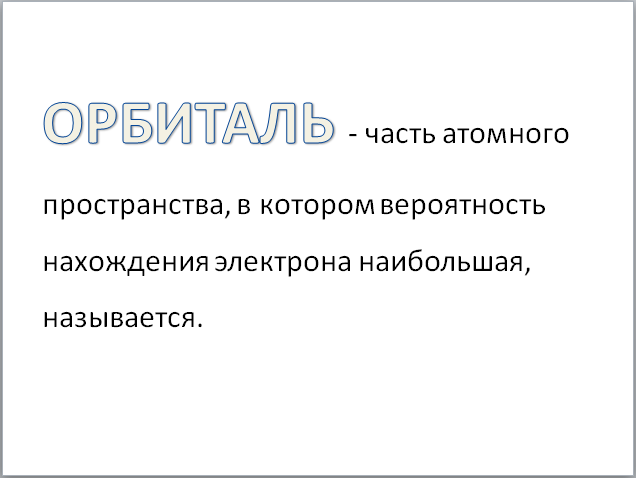 ОРБИТАЛЬ - часть атомного
пространства, в котором вероятность
нахождения электрона наибольшая,
называется.